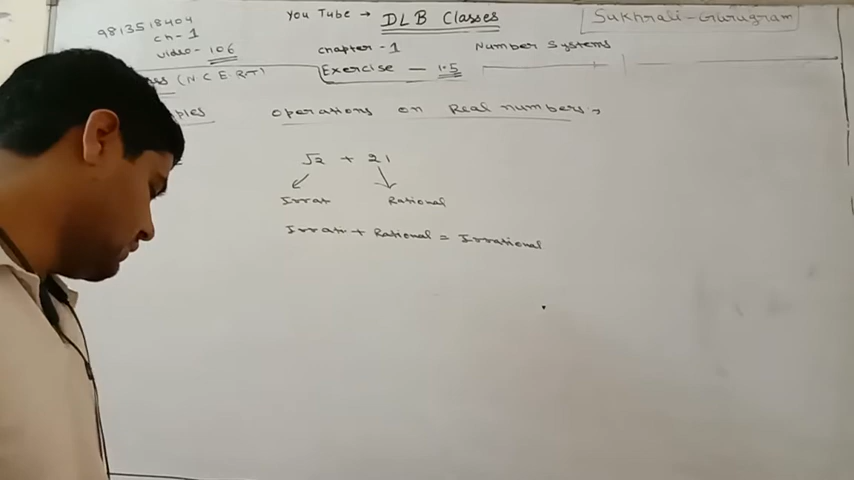 9813518404
ch-1
video- 106
You Tube → DLB Classes
Sukhrali-Gurugram
chapter-1 Number Systems
(NCERT)
Exercise - 1.5
operations on Real numbers
√2 + 21
Irrat Rational
Irrat + Rational = Irrational